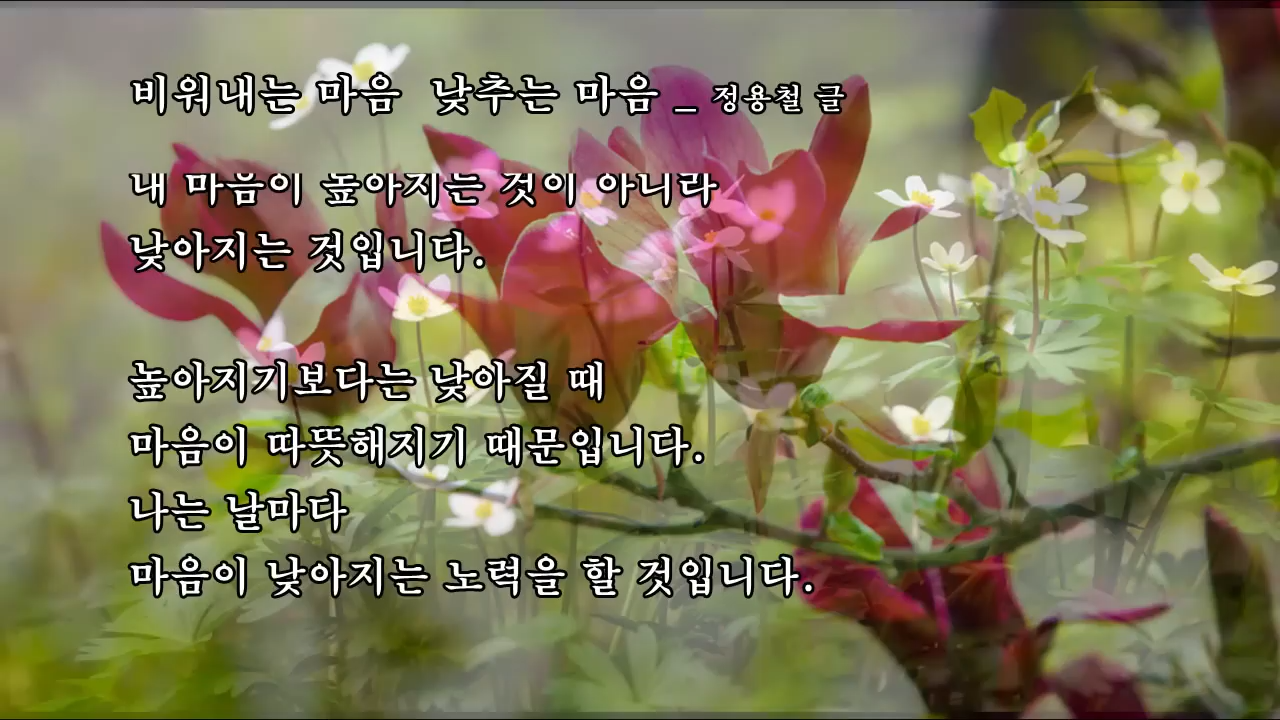 비워내는 마음  낮추는 마음 _ 정용철 글
내 마음이 높아지는 것이 아니라
낮아지는 것입니다.
높아지기보다는 낮아질 때
마음이 따뜻해지기 때문입니다.
나는 날마다
마음이 낮아지는 노력을 할 것입니다.